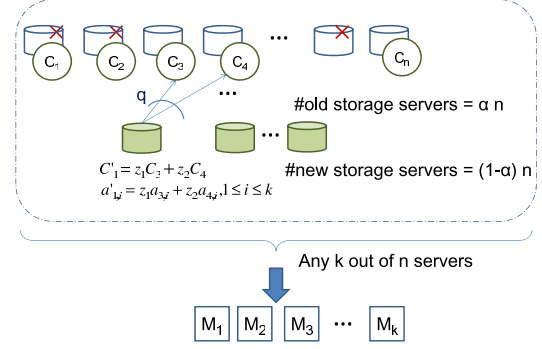 C₁ C₂ C₃ C₄ ... Cₙ
q
...
#old storage servers = α n
...
C'₁ = z₁C₃ + z₂C₄
#new storage servers = (1-α) n
a'₁,ᵢ = z₁a₃,ᵢ + z₂a₄,ᵢ, 1 ≤ i ≤ k
Any k out of n servers
M₁ M₂ M₃ ... Mₖ